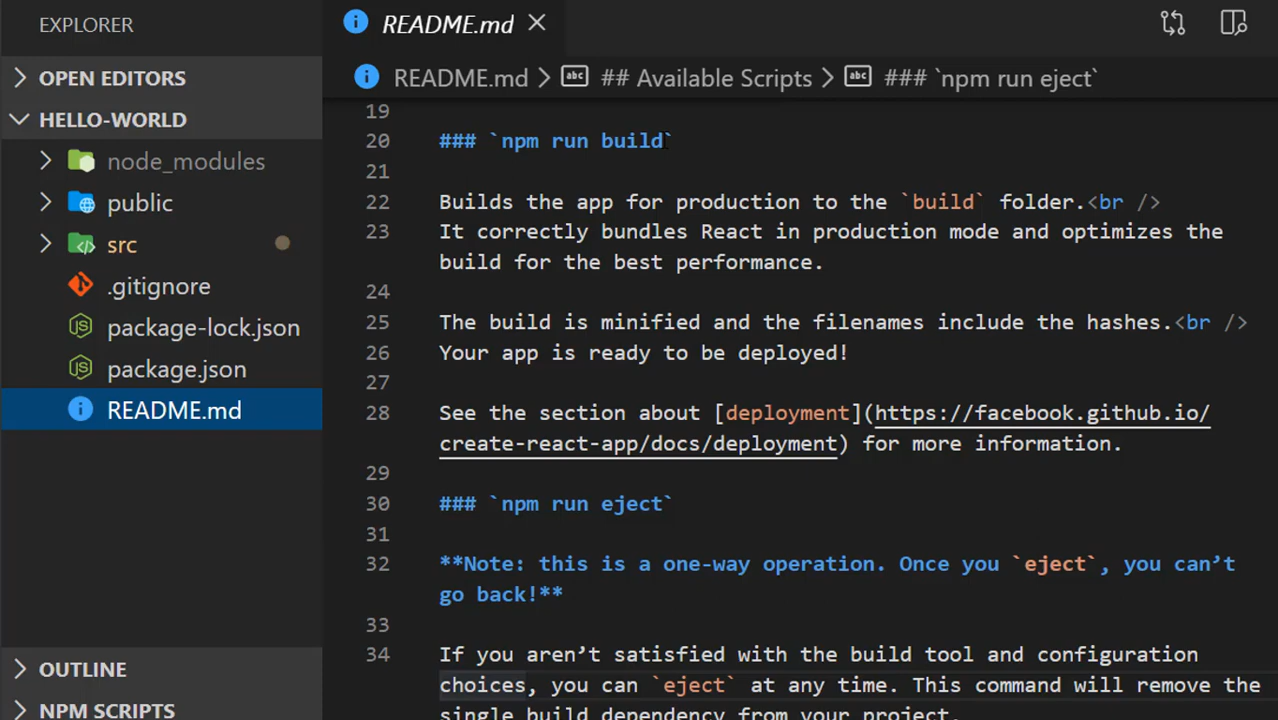 EXPLORER
README.md
OPEN EDITORS
README.md > ## Available Scripts > ### `npm run eject`
HELLO-WORLD
node_modules
public
src
.gitignore
package-lock.json
package.json
README.md
OUTLINE
NPM SCRIPTS
19
20 ### `npm run build`
21
22 Builds the app for production to the `build` folder.<br />
23 It correctly bundles React in production mode and optimizes the
build for the best performance.
24
25 The build is minified and the filenames include the hashes.<br />
26 Your app is ready to be deployed!
27
28 See the section about [deployment](https://facebook.github.io/
create-react-app/docs/deployment) for more information.
29
30 ### `npm run eject`
31
32 **Note: this is a one-way operation. Once you `eject`, you can’t
go back!**
33
34 If you aren’t satisfied with the build tool and configuration
choices, you can `eject` at any time. This command will remove the
single build dependency from your project.